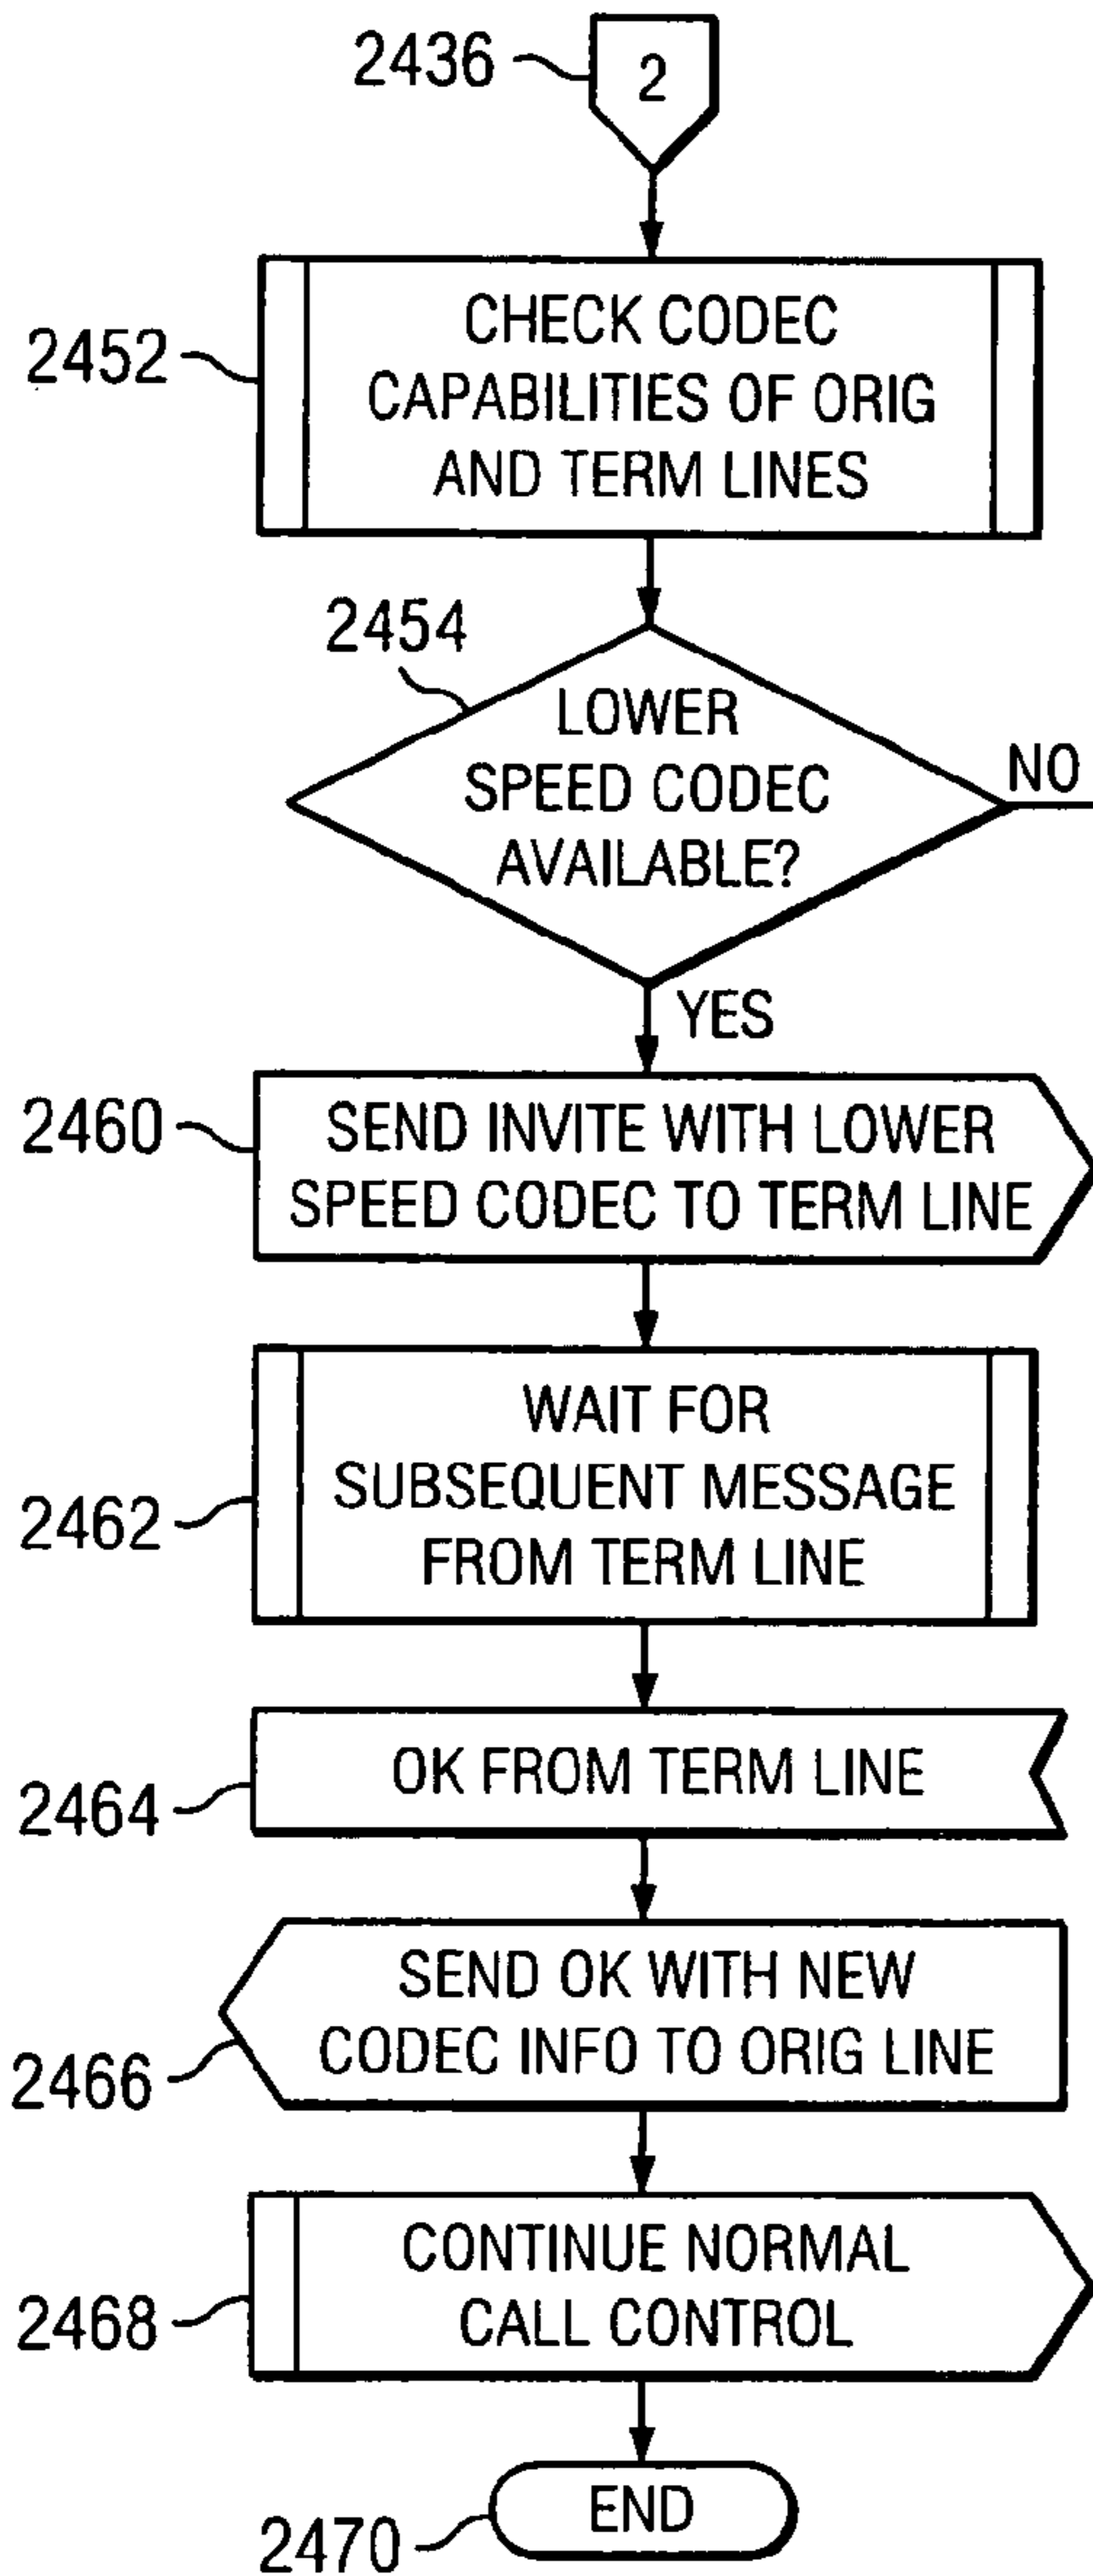 2436
2
2452
CHECK CODEC
CAPABILITIES OF ORIG
AND TERM LINES
2454
LOWER
SPEED CODEC
AVAILABLE?
NO
YES
2460
SEND INVITE WITH LOWER
SPEED CODEC TO TERM LINE
2462
WAIT FOR
SUBSEQUENT MESSAGE
FROM TERM LINE
2464
OK FROM TERM LINE
2466
SEND OK WITH NEW
CODEC INFO TO ORIG LINE
2468
CONTINUE NORMAL
CALL CONTROL
2470
END